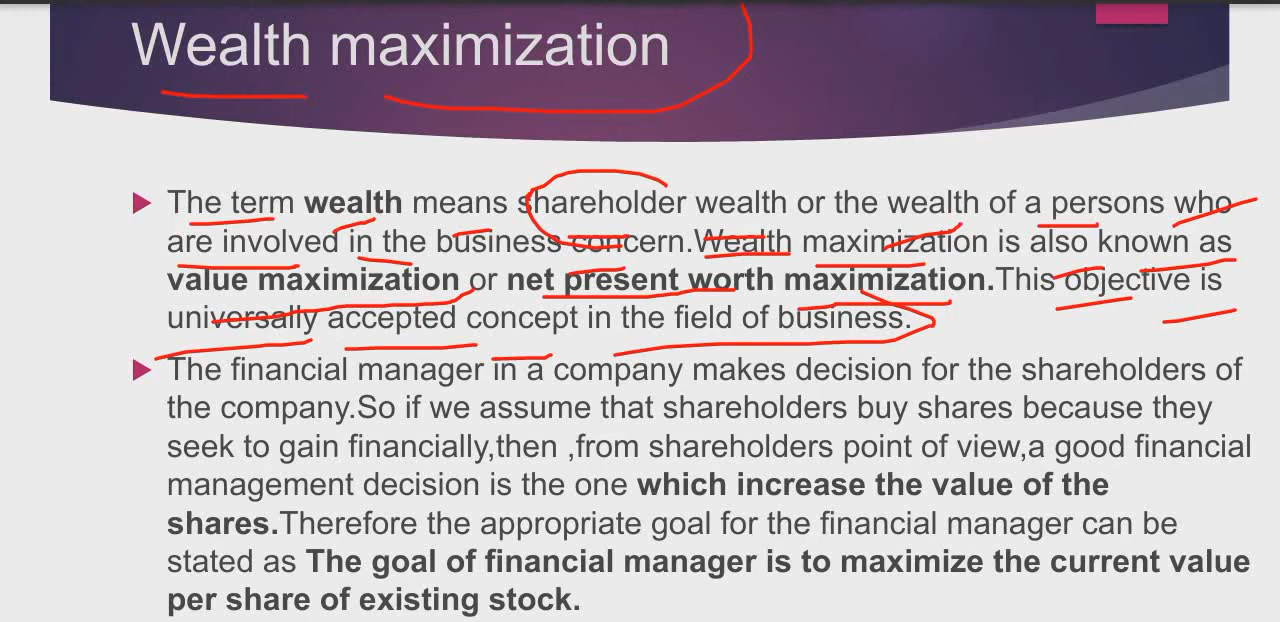 Wealth maximization
The term wealth means shareholder wealth or the wealth of a persons who
are involved in the business concern.Wealth maximization is also known as
value maximization or net present worth maximization.This objective is
universally accepted concept in the field of business.
The financial manager in a company makes decision for the shareholders of
the company.So if we assume that shareholders buy shares because they
seek to gain financially,then ,from shareholders point of view,a good financial
management decision is the one which increase the value of the
shares.Therefore the appropriate goal for the financial manager can be
stated as The goal of financial manager is to maximize the current value
per share of existing stock.